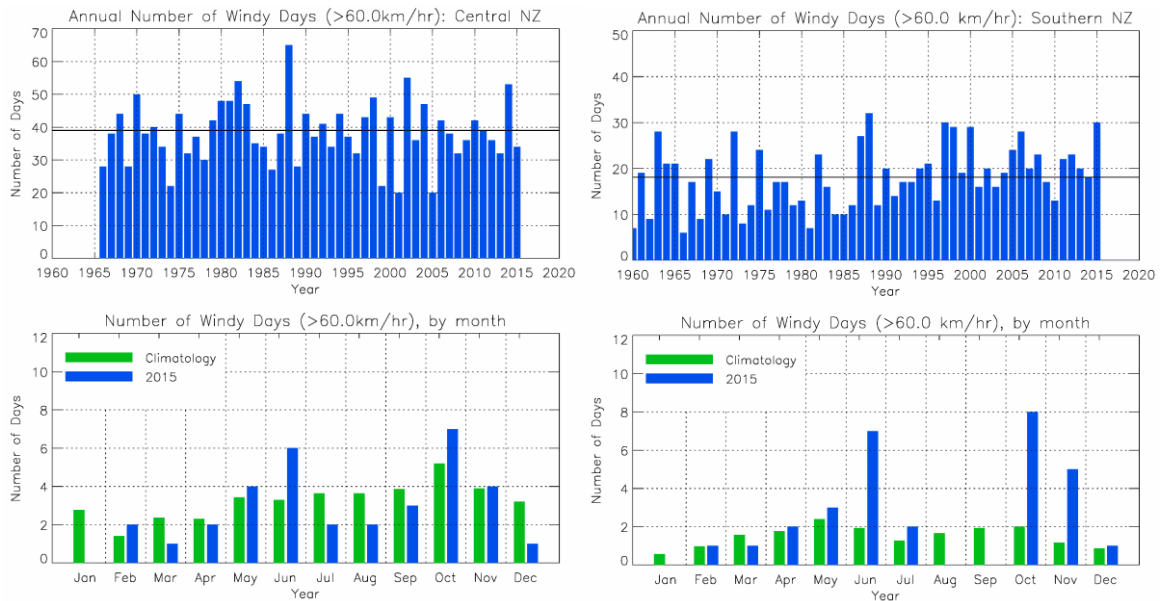 Annual Number of Windy Days (>60.0km/hr): Central NZ
70
60
50
40
30
20
10
0
Number of Days
1960 1965 1970 1975 1980 1985 1990 1995 2000 2005 2010 2015 2020
Year
Annual Number of Windy Days (>60.0 km/hr): Southern NZ
50
40
30
20
10
0
Number of Days
1960 1965 1970 1975 1980 1985 1990 1995 2000 2005 2010 2015 2020
Year
Number of Windy Days (>60.0km/hr), by month
12
10
8
6
4
2
0
Number of Days
Climatology
2015
Jan Feb Mar Apr May Jun Jul Aug Sep Oct Nov Dec
Year
Number of Windy Days (>60.0 km/hr), by month
12
10
8
6
4
2
0
Number of Days
Climatology
2015
Jan Feb Mar Apr May Jun Jul Aug Sep Oct Nov Dec
Year